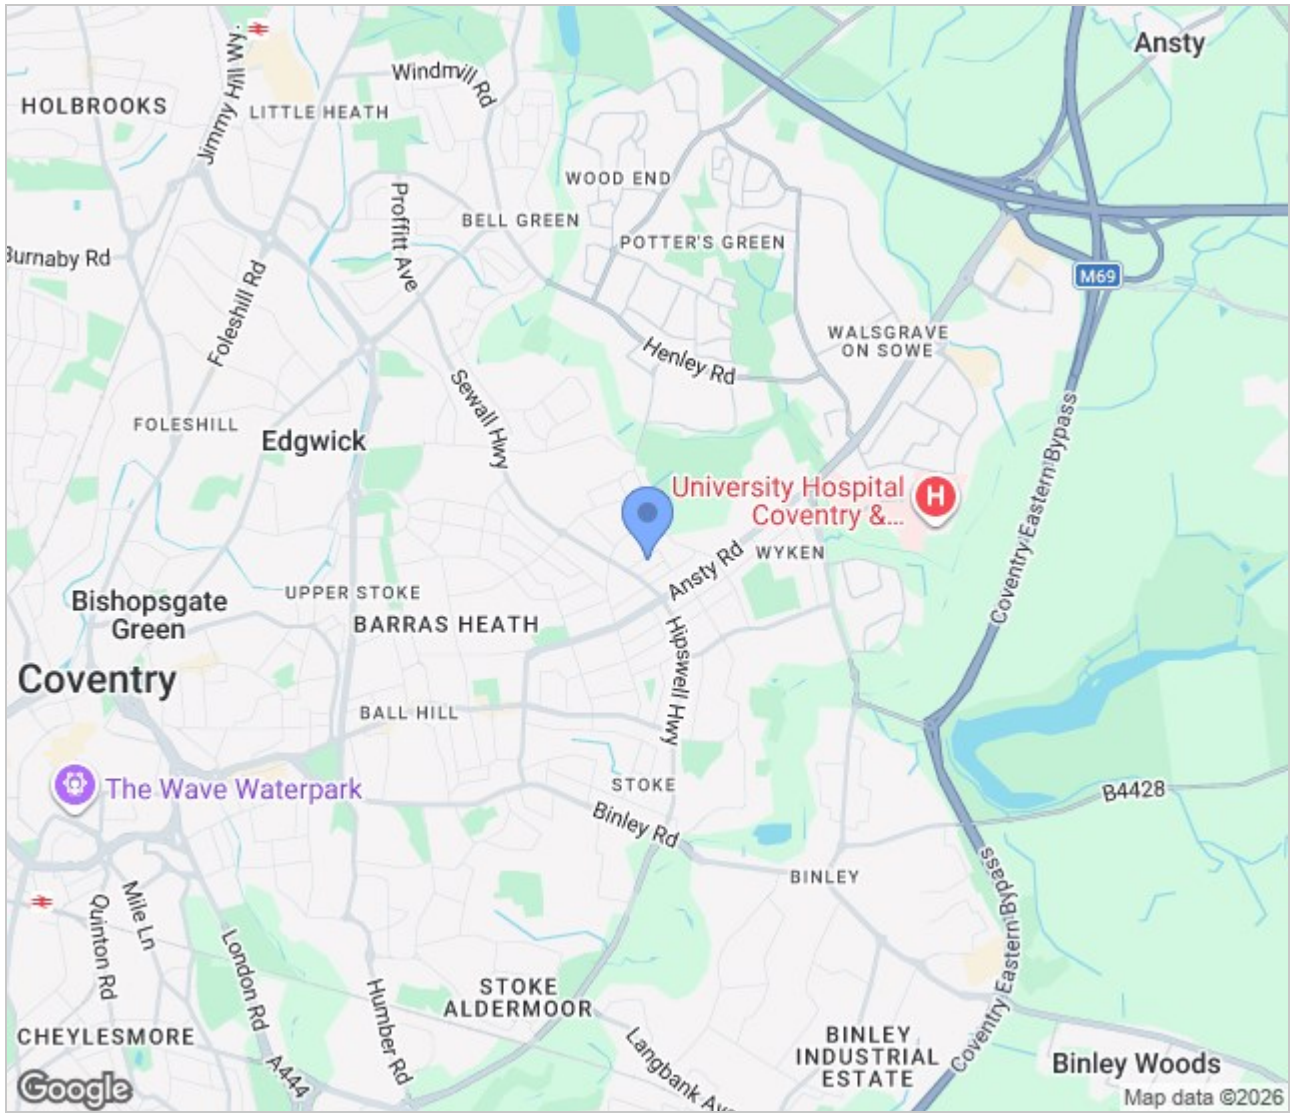 Ansty
Windmill Rd
Jimmy Hill Wy.
HOLBROOKS
LITTLE HEATH
WOOD END
Proffitt Ave
BELL GREEN
POTTER'S GREEN
Burnaby Rd
M69
Foleshill Rd
WALSGRAVE
ON SOWE
Henley Rd
Sewall Hwy
FOLESHILL
Edgwick
Coventry Eastern Bypass
University Hospital
Coventry &...
H
WYKEN
Ansty Rd
UPPER STOKE
Bishopsgate
Green
BARRAS HEATH
Hipswell Hwy
Coventry
BALL HILL
STOKE
The Wave Waterpark
B4428
Binley Rd
BINLEY
Coventry Eastern Bypass
Mile Ln
Quinton Rd
London Rd
Humber Rd
STOKE
ALDERMOOR
CHEYLESMORE
A444
Langbank Ave
BINLEY
INDUSTRIAL
ESTATE
Binley Woods
Google
Map data ©2026